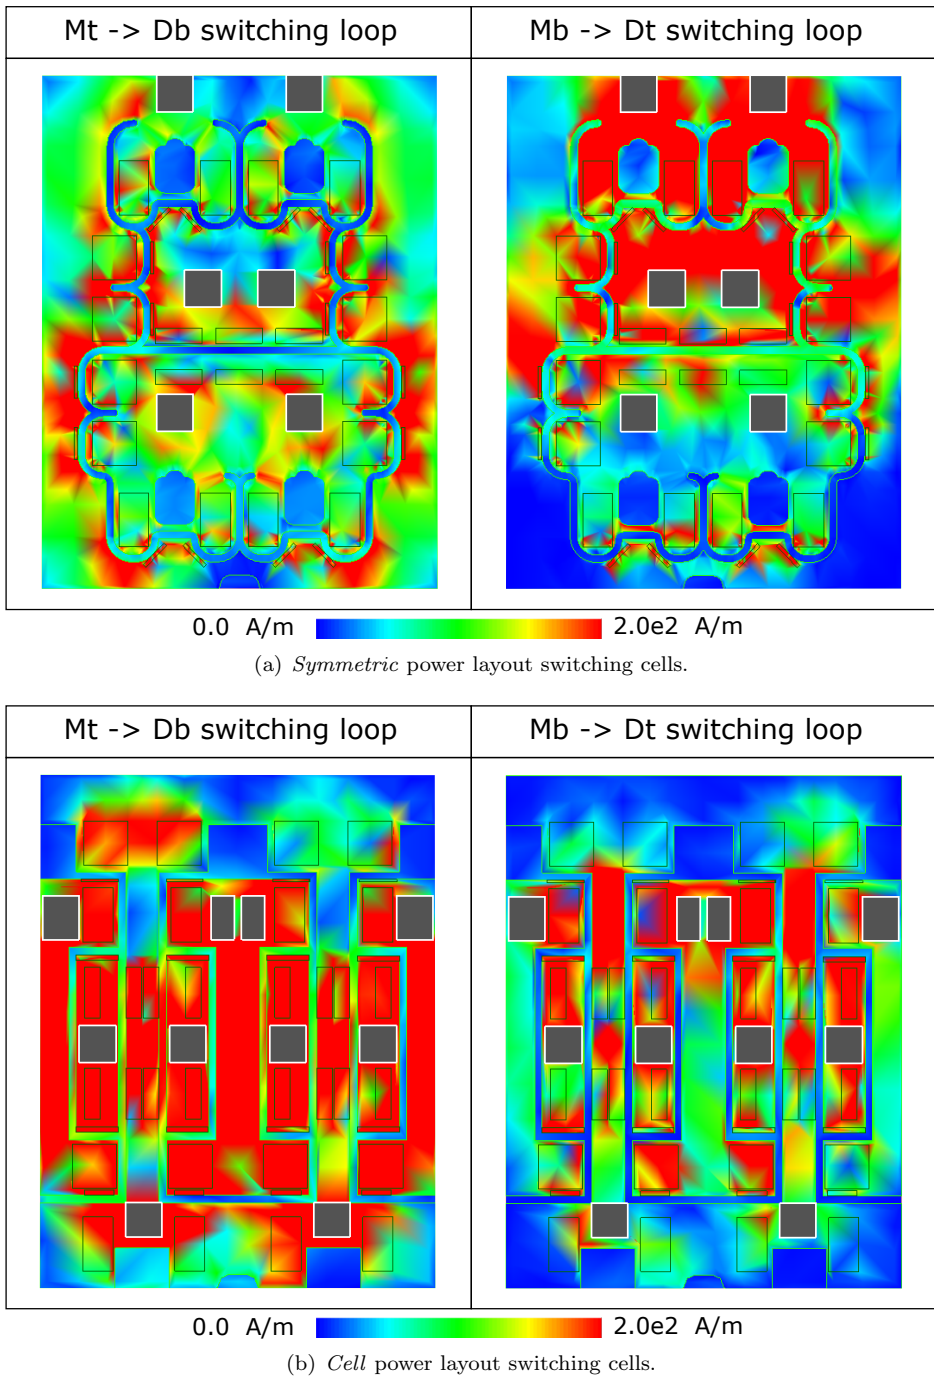 Mt -> Db switching loop
Mb -> Dt switching loop
0.0 A/m
2.0e2 A/m
(a) Symmetric power layout switching cells.
Mt -> Db switching loop
Mb -> Dt switching loop
0.0 A/m
2.0e2 A/m
(b) Cell power layout switching cells.